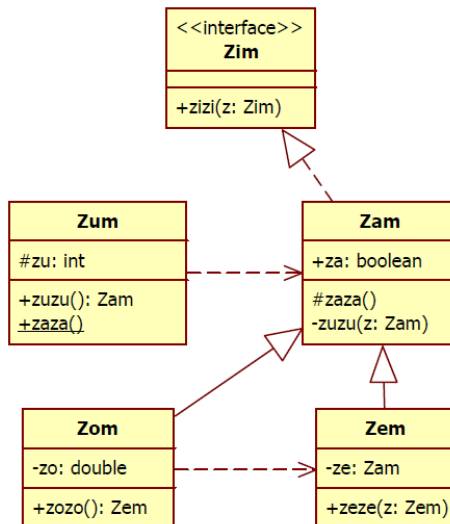 <<interface>>
Zim
+zizi(z: Zim)
Zum
#zu: int
+zuzu(): Zam
+zaza()
Zam
+za: boolean
#zaza()
-zuzu(z: Zam)
Zom
-zo: double
+zozo(): Zem
Zem
-ze: Zam
+zeze(z: Zem)